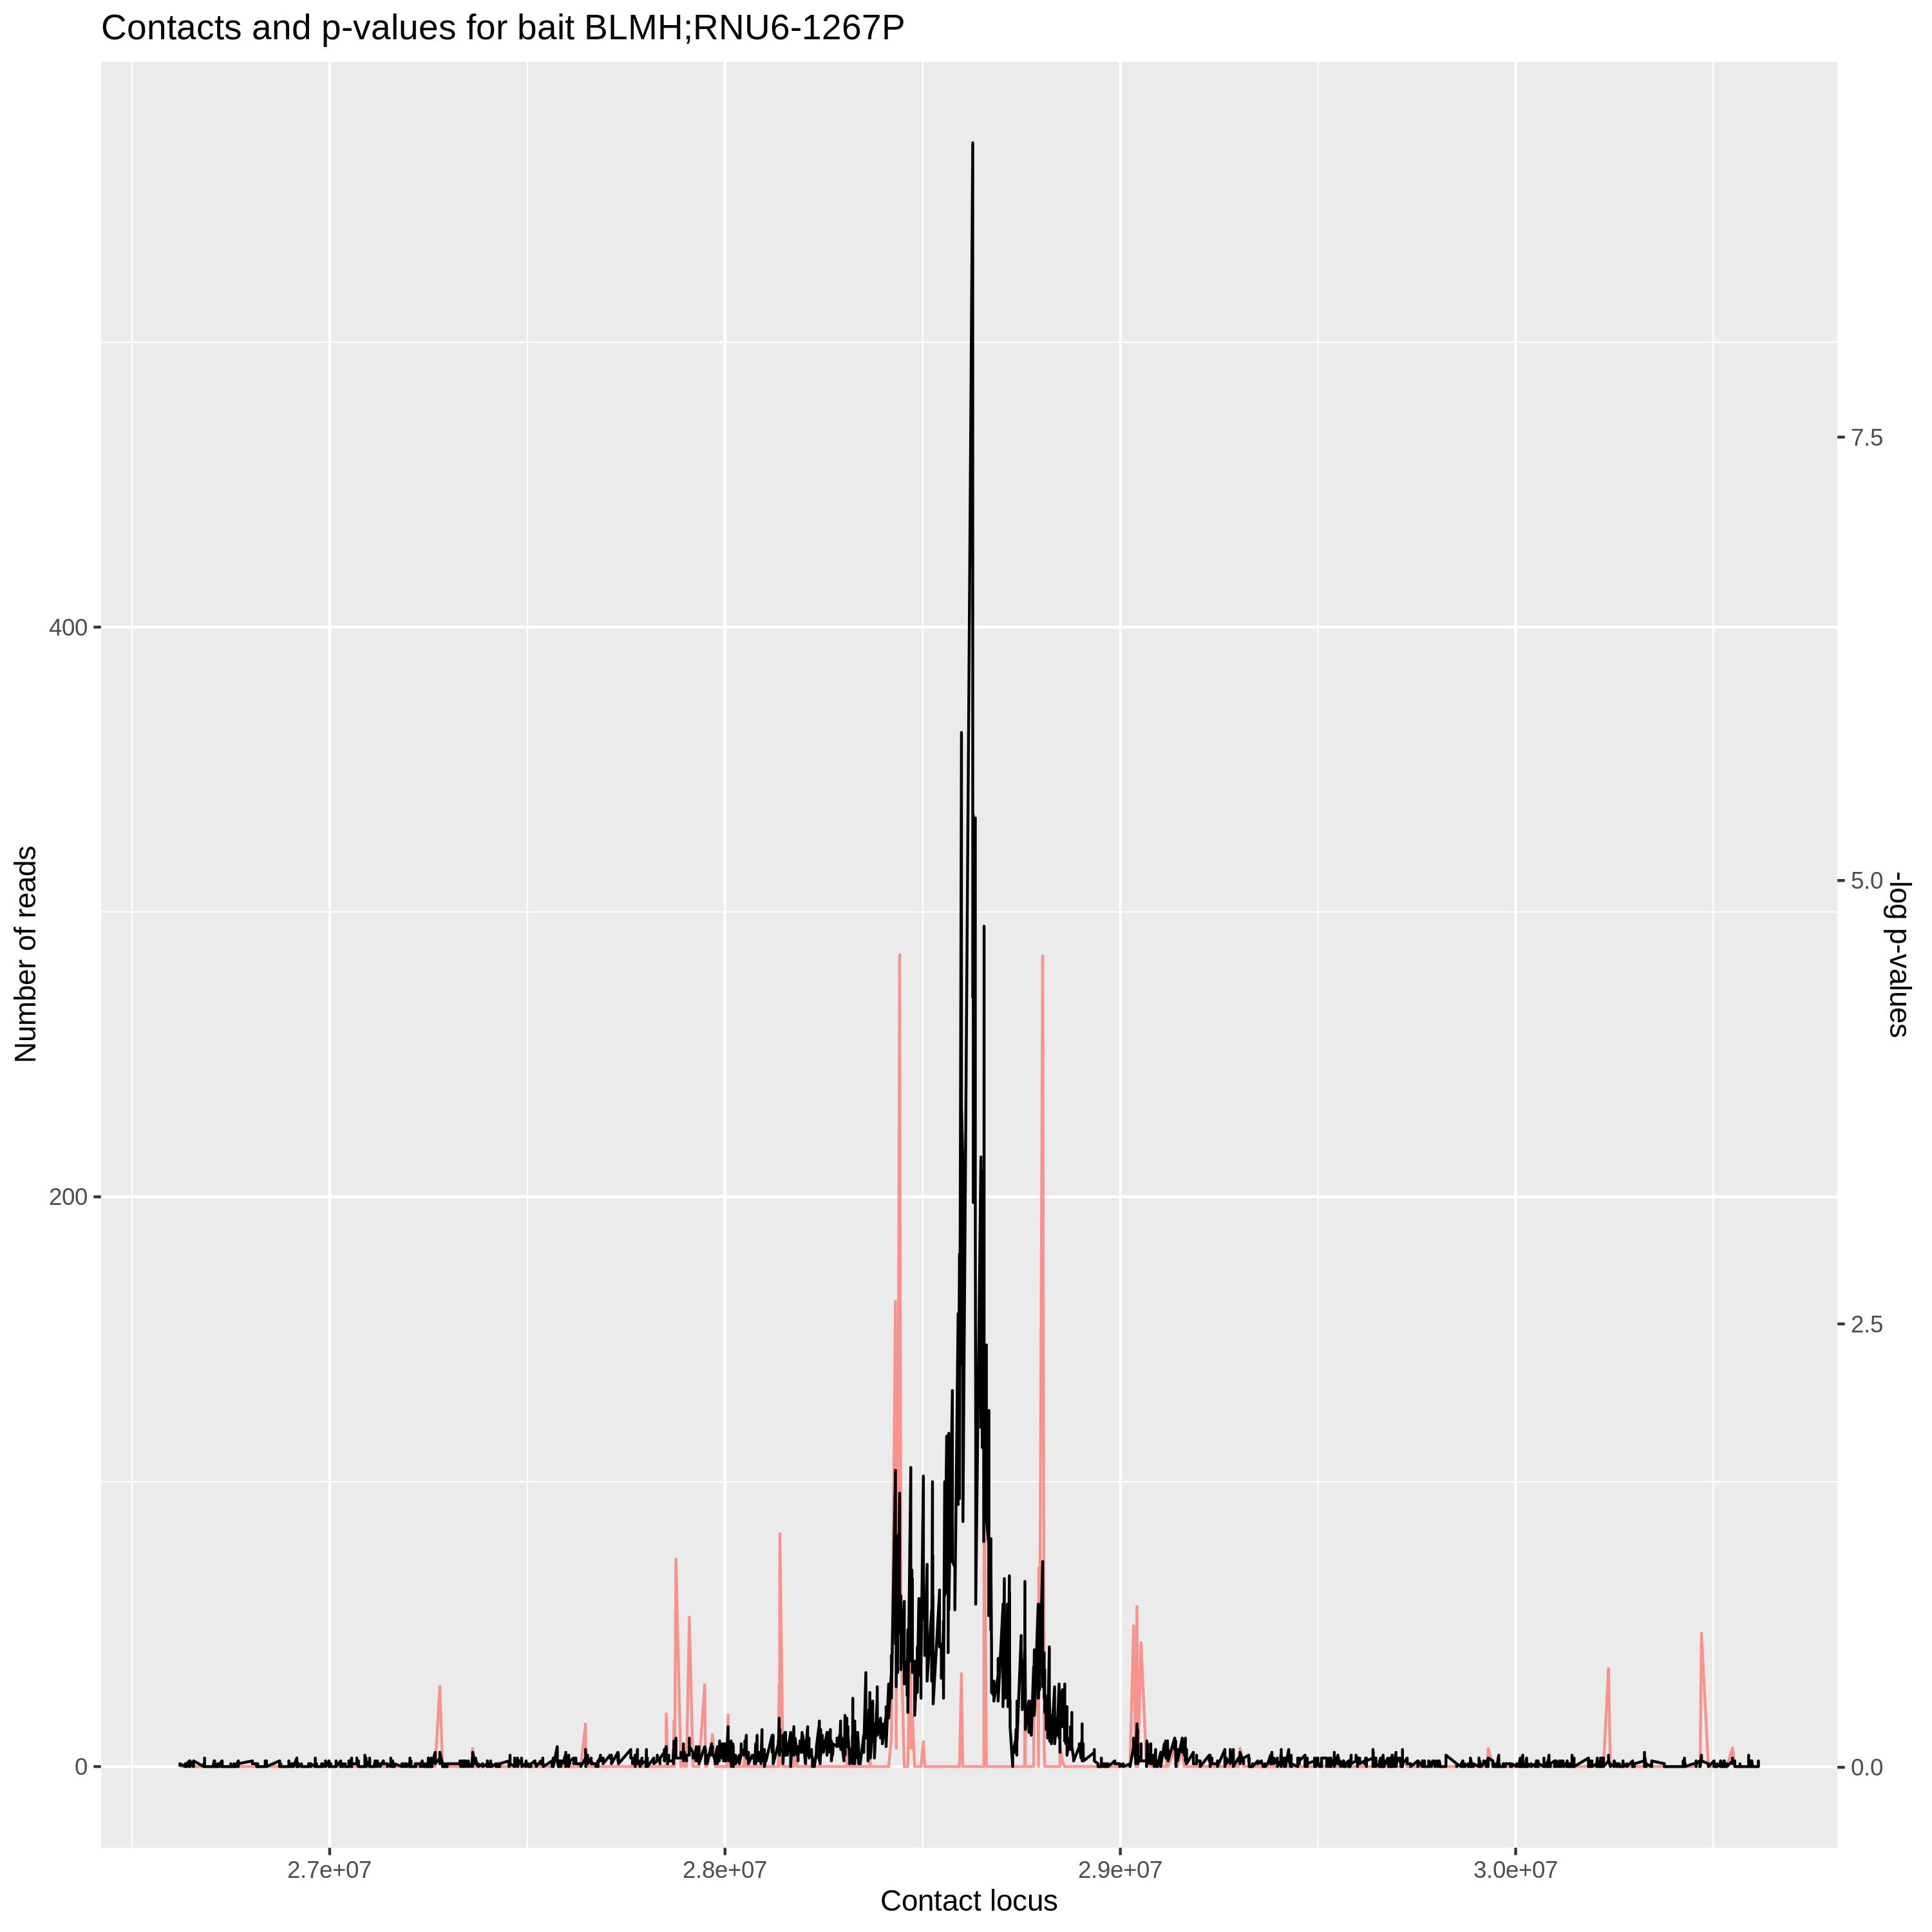 Contacts and p-values for bait BLMH;RNU6-1267P
Number of reads
400
200
0
7.5
5.0
2.5
0.0
-log p-values
2.7e+07 2.8e+07 2.9e+07 3.0e+07
Contact locus